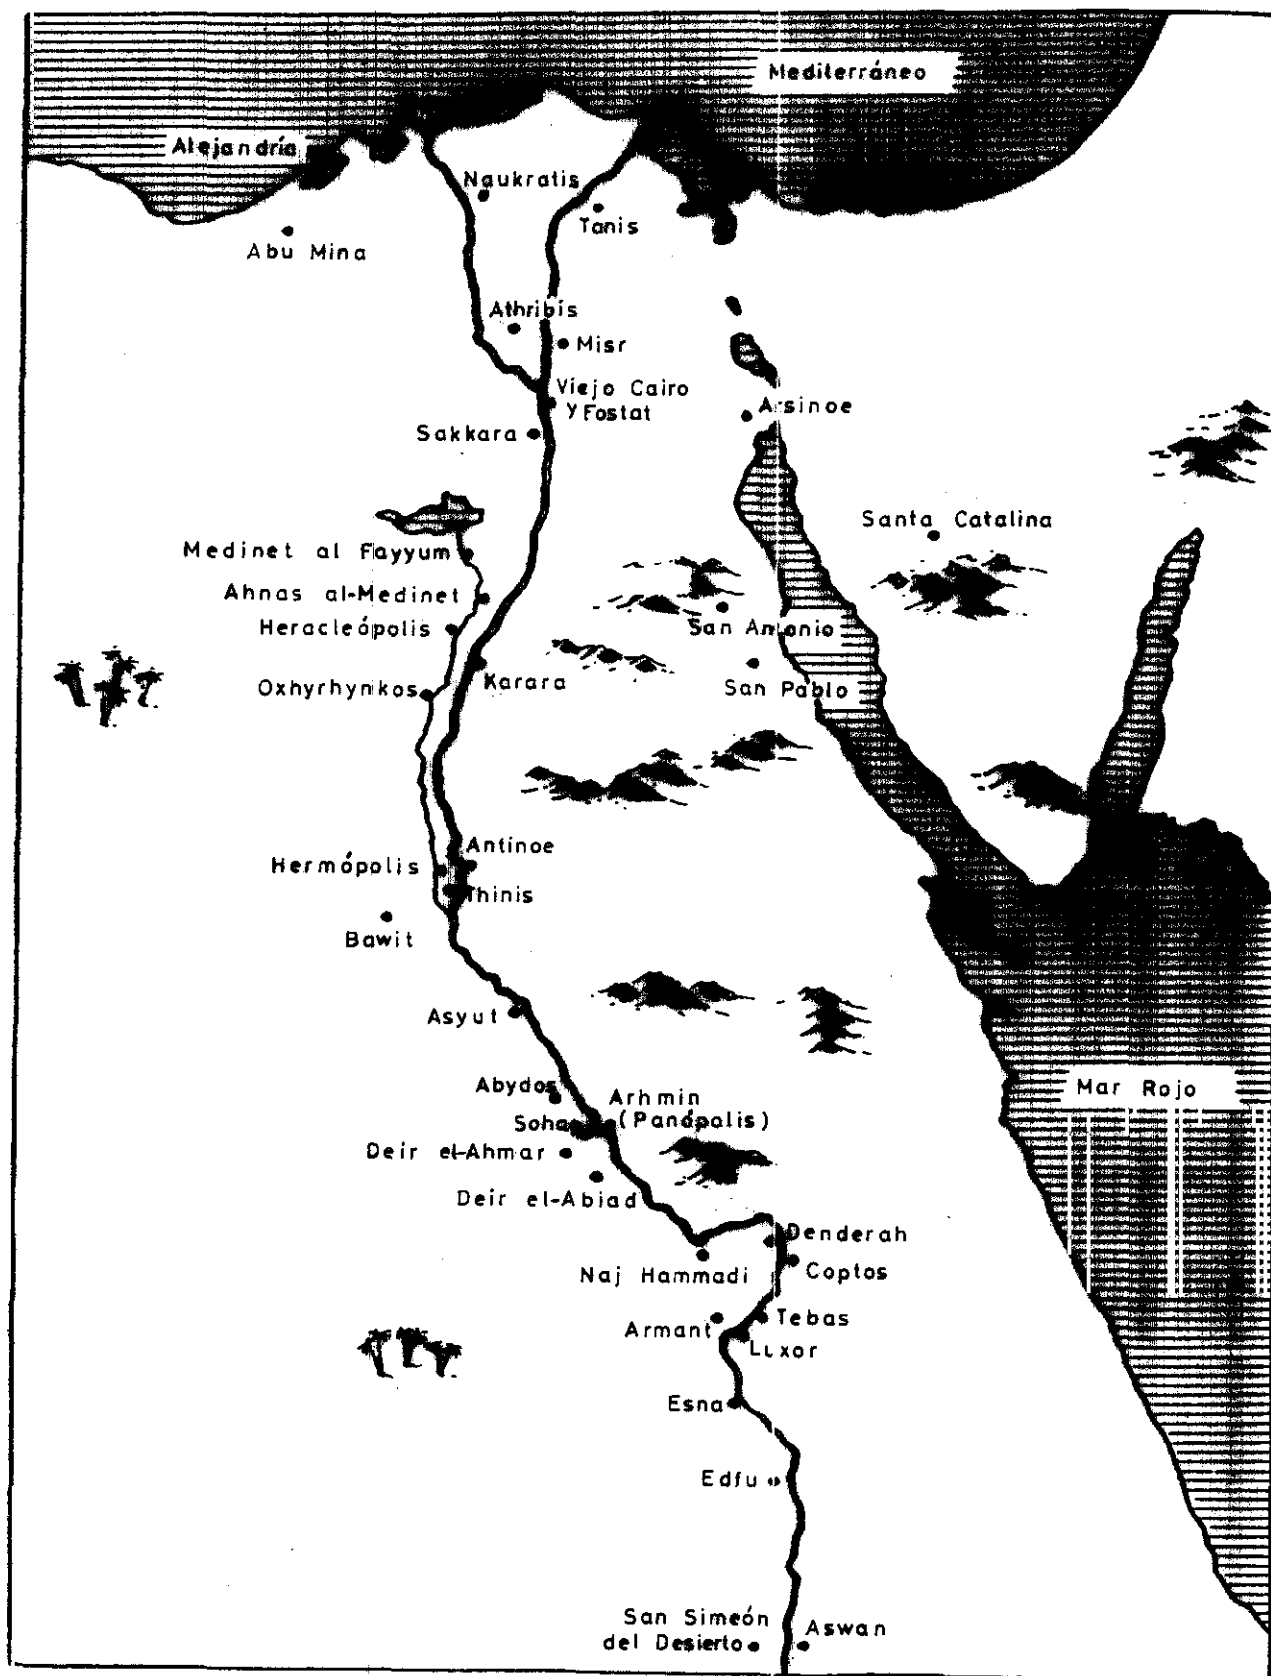 Mediterráneo
Alejandría
Naukratis
Tanis
Abu Mina
Athribis
Misr
Viejo Cairo
y Fostat
Arsinoe
Sakkara
Santa Catalina
Medinet al Fayyum
Ahnas al-Medinet
Heracleópolis
San Antonio
Karara
San Pablo
Oxhyrhynkos
Antinoe
Hermópolis
Thinis
Bawit
Asyut
Abydos
Arhmin
(Panópolis)
Soha
Deir el-Ahmar
Deir el-Abiad
Mar Rojo
Denderah
Naj Hammadi
Coptos
Armant
Tebas
Luxor
Esna
Edfu
San Simeón
del Desierto
Aswan